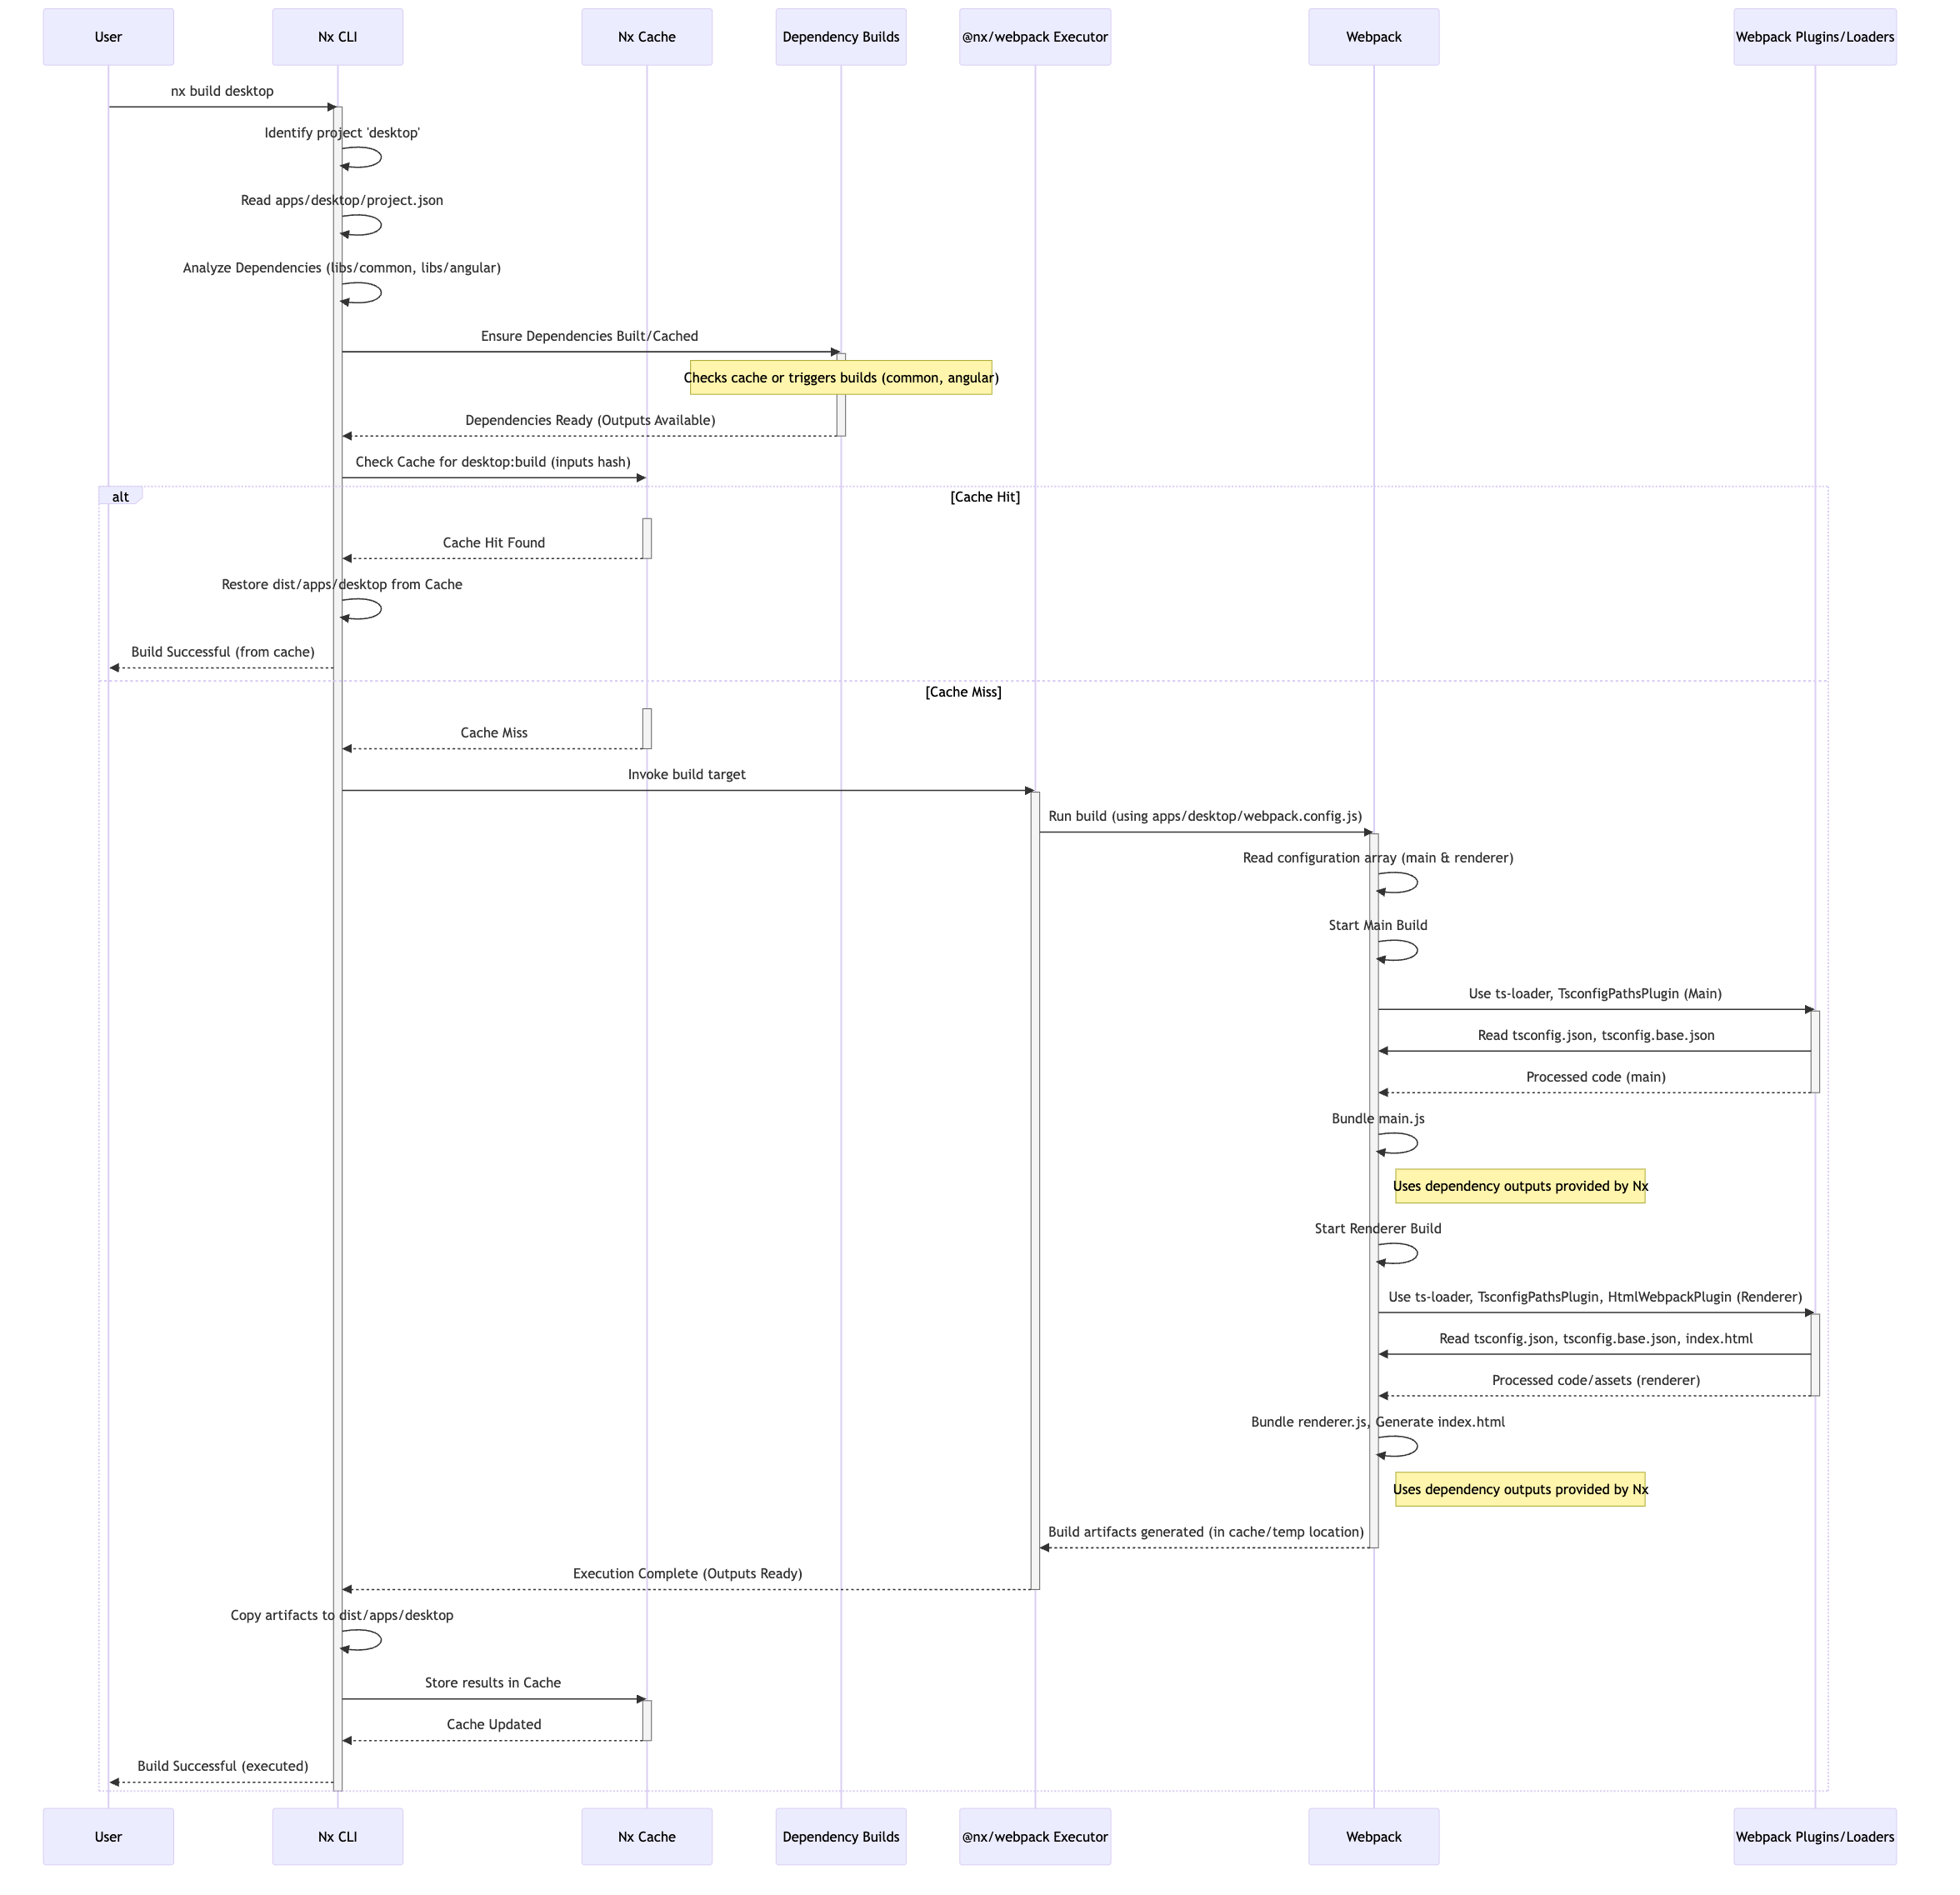 User
Nx CLI
Nx Cache
Dependency Builds
@nx/webpack Executor
Webpack
Webpack Plugins/Loaders
nx build desktop
Identify project 'desktop'
Read apps/desktop/project.json
Analyze Dependencies (libs/common, libs/angular)
Ensure Dependencies Built/Cached
Checks cache or triggers builds (common, angular)
Dependencies Ready (Outputs Available)
Check Cache for desktop:build (inputs hash)
alt
[Cache Hit]
Cache Hit Found
Restore dist/apps/desktop from Cache
Build Successful (from cache)
[Cache Miss]
Cache Miss
Invoke build target
Run build (using apps/desktop/webpack.config.js)
Read configuration array (main & renderer)
Start Main Build
Use ts-loader, TsconfigPathsPlugin (Main)
Read tsconfig.json, tsconfig.base.json
Processed code (main)
Bundle main.js
Uses dependency outputs provided by Nx
Start Renderer Build
Use ts-loader, TsconfigPathsPlugin, HtmlWebpackPlugin (Renderer)
Read tsconfig.json, tsconfig.base.json, index.html
Processed code/assets (renderer)
Bundle renderer.js, Generate index.html
Uses dependency outputs provided by Nx
Build artifacts generated (in cache/temp location)
Execution Complete (Outputs Ready)
Copy artifacts to dist/apps/desktop
Store results in Cache
Cache Updated
Build Successful (executed)
User
Nx CLI
Nx Cache
Dependency Builds
@nx/webpack Executor
Webpack
Webpack Plugins/Loaders